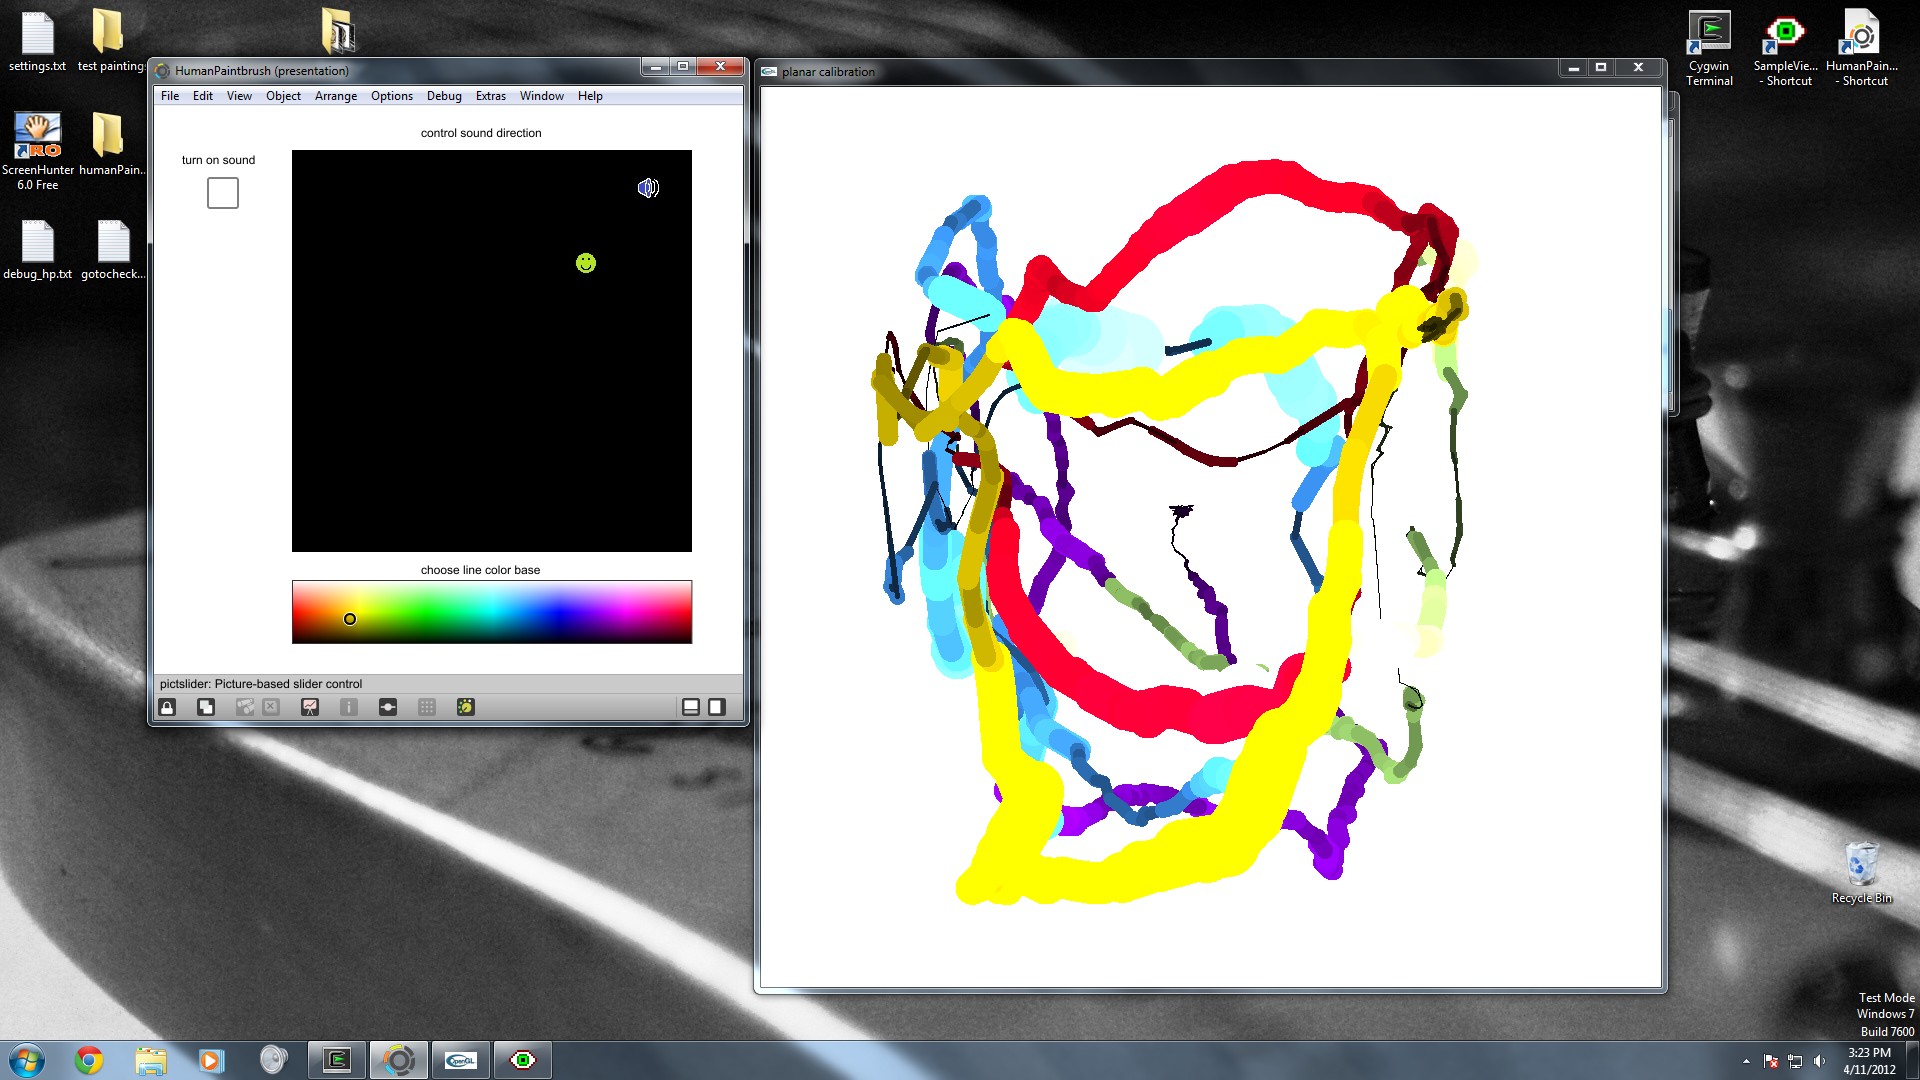 settings.txt
test painting
ScreenHunter
6.0 Free
humanPain...
debug_hp.txt
gotocheck...
HumanPaintbrush (presentation)
File Edit View Object Arrange Options Debug Extras Window Help
control sound direction
turn on sound
choose line color base
pictslider: Picture-based slider control
planar calibration
Cygwin
Terminal
SampleVie...
- Shortcut
HumanPain...
- Shortcut
Recycle Bin
Test Mode
Windows 7
Build 7600
OpenGL
3:23 PM
4/11/2012